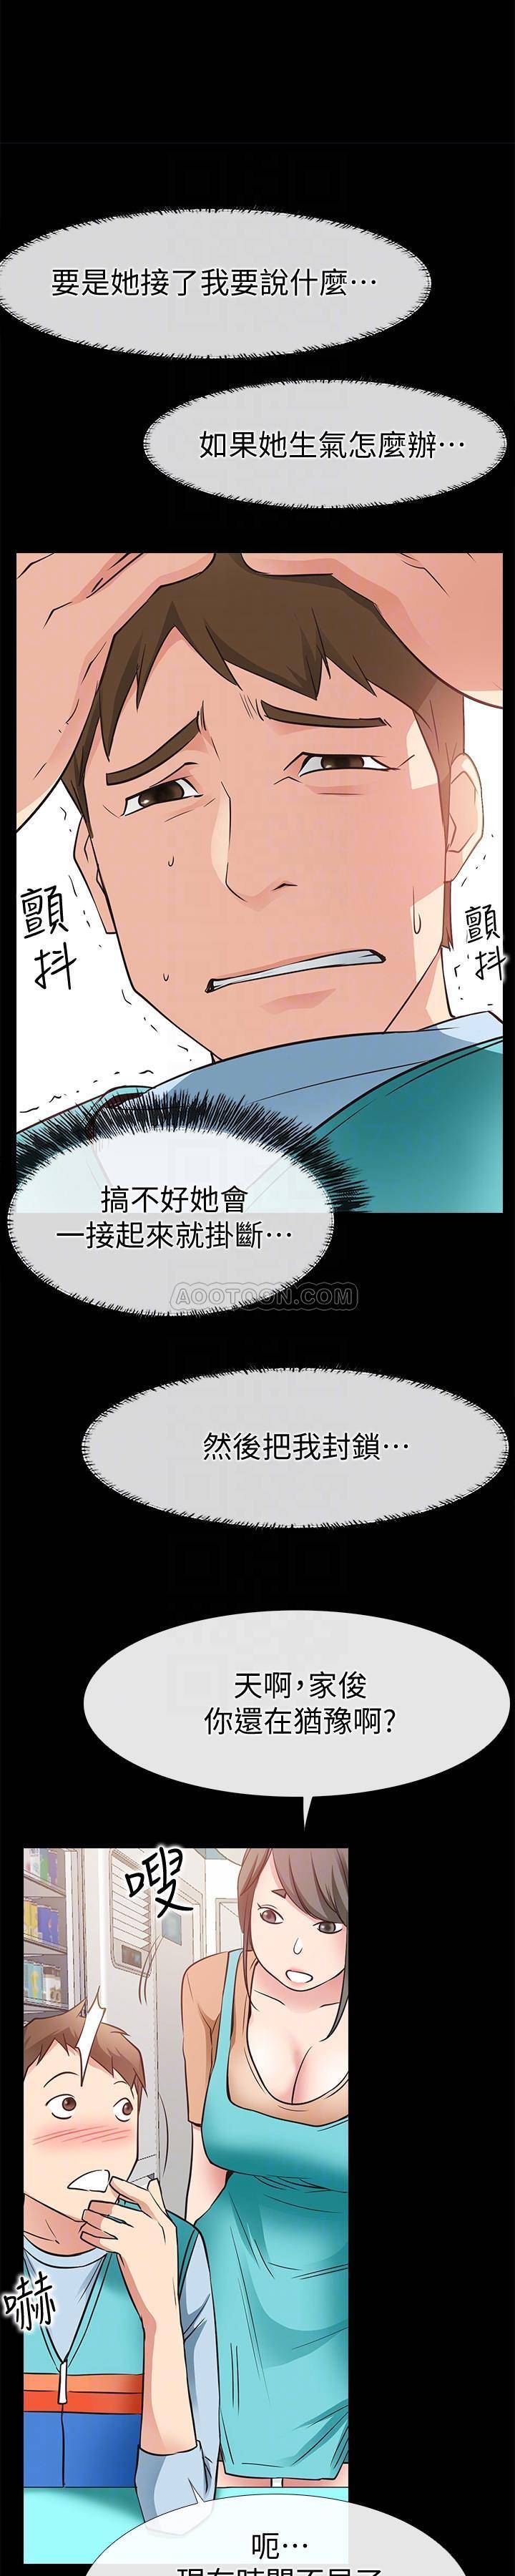 要是她接了我要說什麼…
如果她生氣怎麼辦…
顫
抖
顫
抖
搞不好她會
一接起來就掛斷…
AOOTOON.COM
然後把我封鎖…
天啊，家俊
你還在猶豫啊？
嗖
嚇
呃…